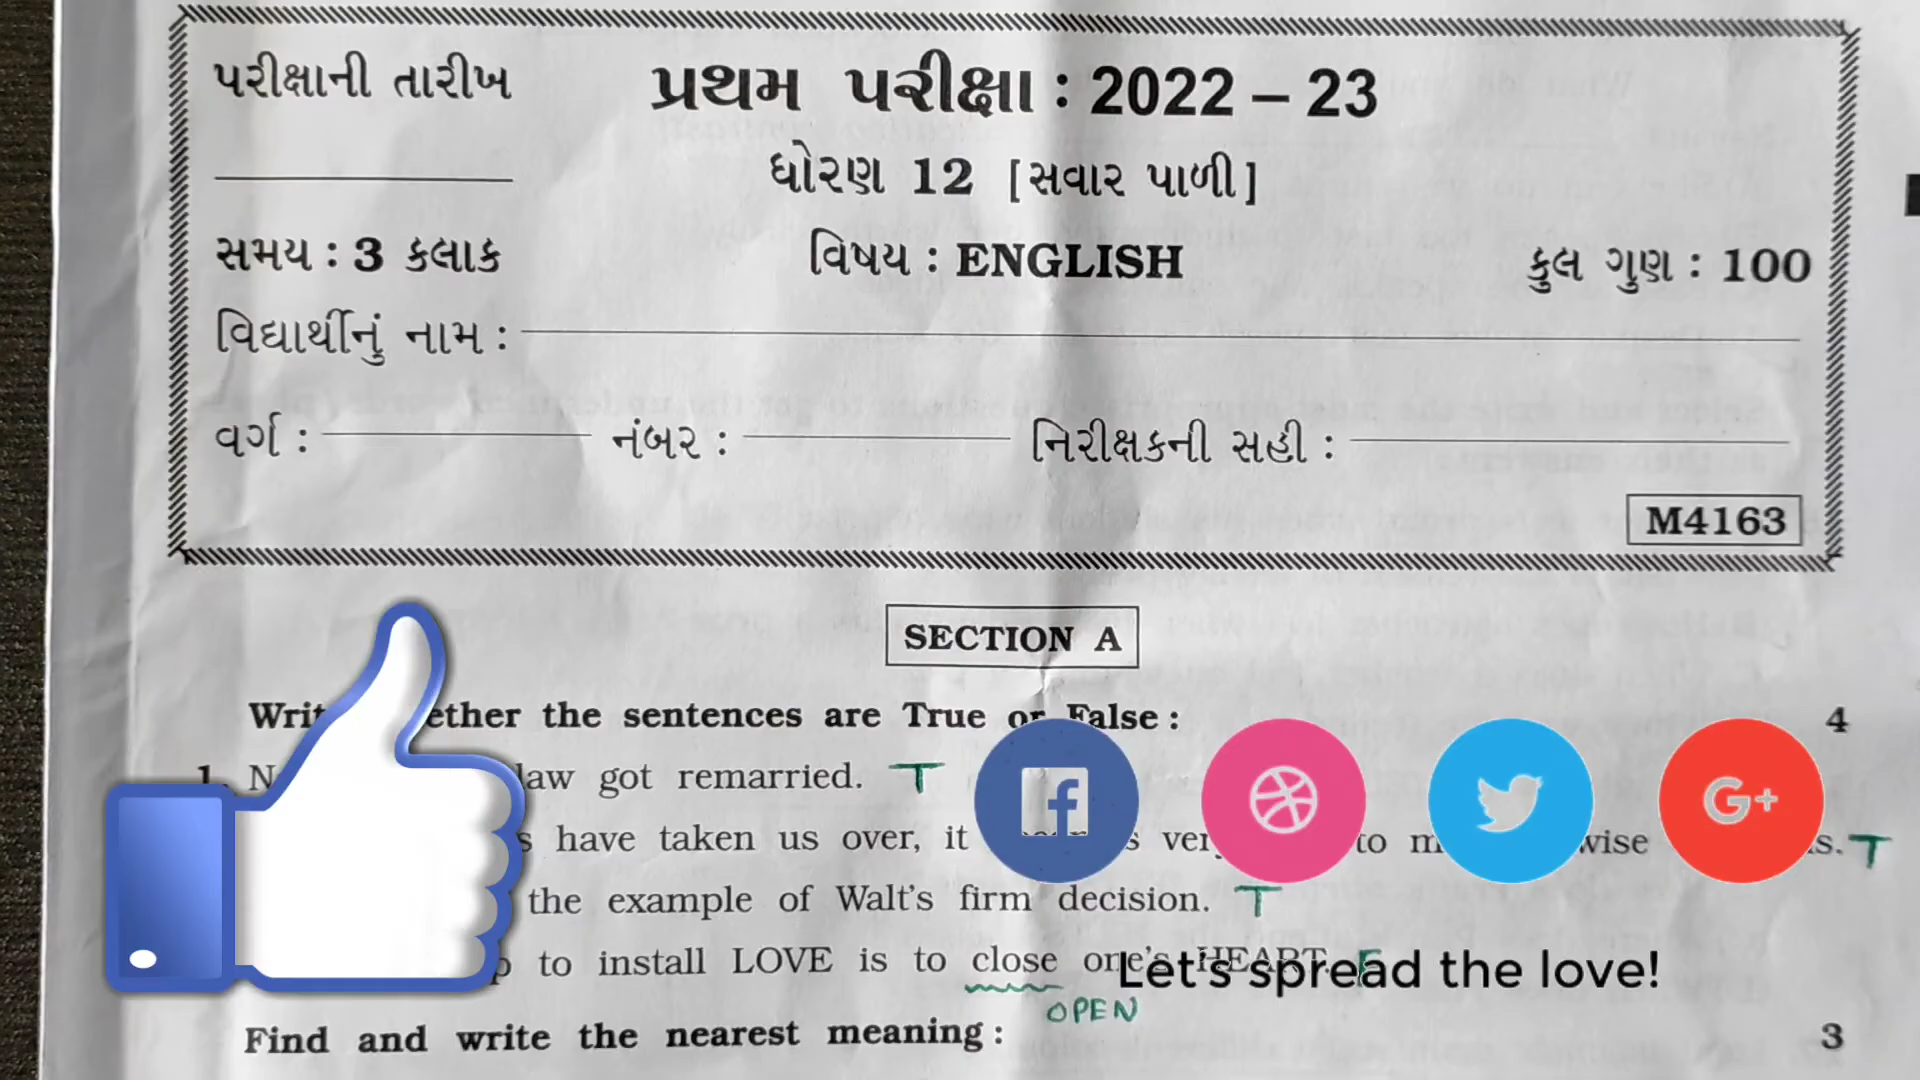 પરીક્ષાની તારીખ
પ્રથમ પરીક્ષા : 2022 – 23
ધોરણ 12 [સવાર પાળી]
સમય : 3 કલાક
વિષય : ENGLISH
કુલ ગુણ : 100
વિદ્યાર્થીનું નામ :
વર્ગ : નંબર : નિરીક્ષકની સહી :
M4163
SECTION A
the sentences are True or False : 4
1. law got remarried. T
have taken us over, it to wise T
the example of Walt's firm decision. T
to install LOVE is to close one's HEART. F
OPEN
Let's spread the love!
Find and write the nearest meaning : 3
f
G+